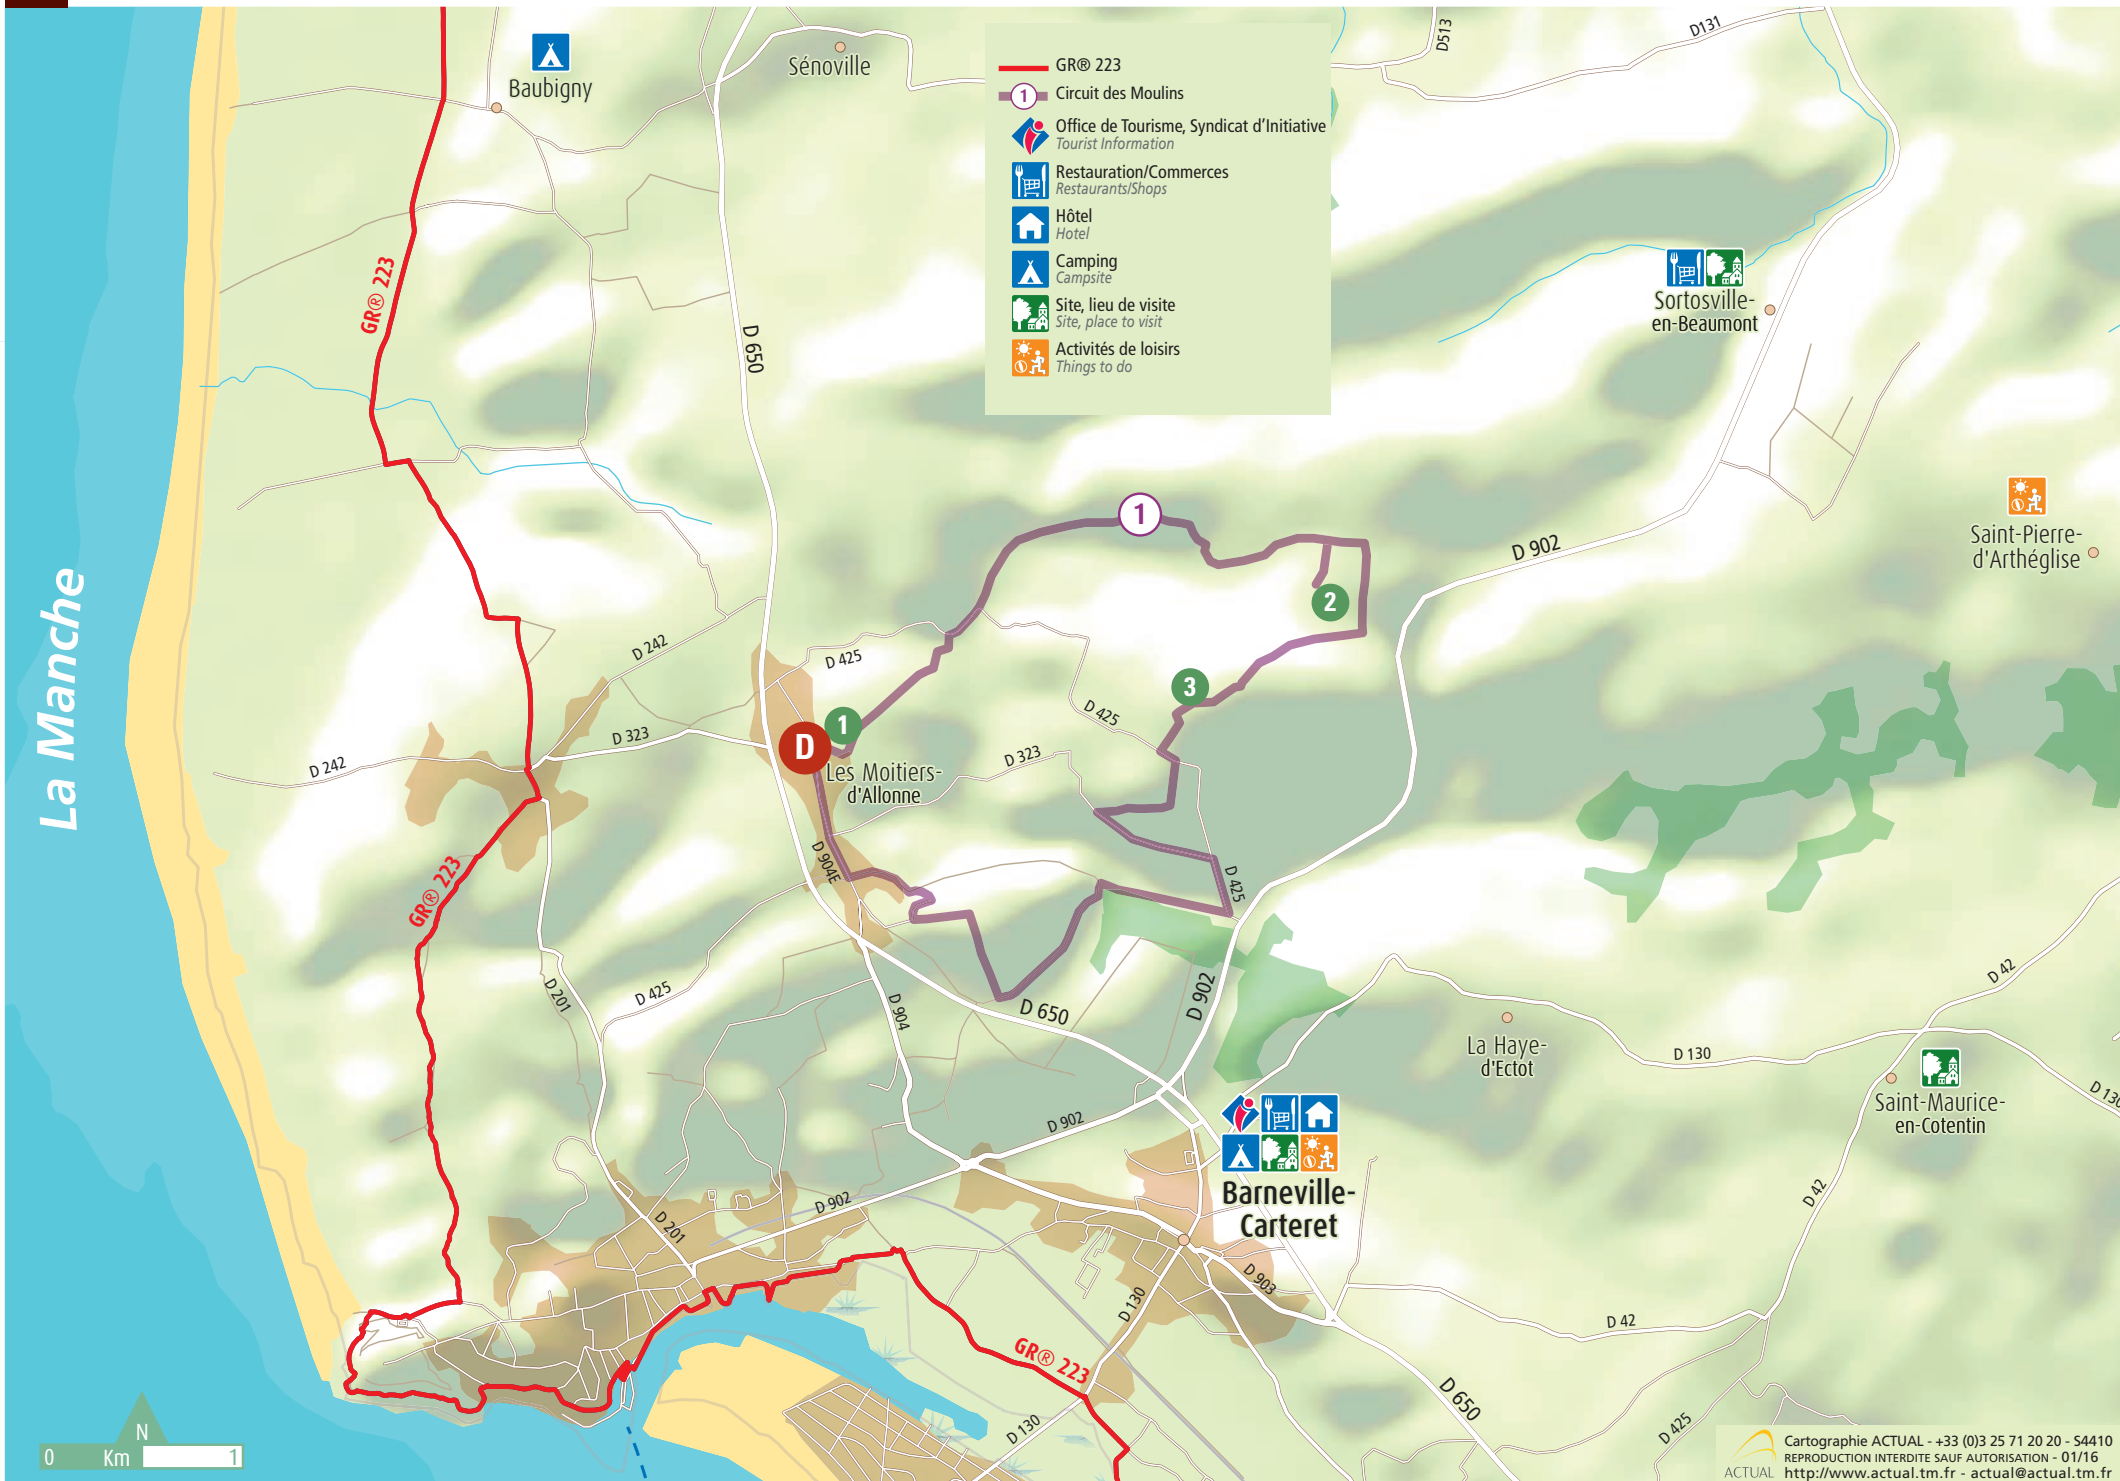 GR® 223
1
Circuit des Moulins
Office de Tourisme, Syndicat d'Initiative
Tourist Information
Restauration/Commerces
Restaurants/Shops
Hôtel
Hotel
Camping
Campsite
Site, lieu de visite
Site, place to visit
Activités de loisirs
Things to do
Baubigny
Sénoville
D513
D131
GR® 223
D 650
Sortosville-
en-Beaumont
Saint-Pierre-
d'Arthéglise
1
D 902
2
3
La Manche
D 242
D 425
D 425
D 323
D 242
D 323
D
1
Les Moitiers-
d'Allonne
D 904E
D 425
GR® 223
D 201
D 425
D 904
D 650
D 902
La Haye-
d'Ectot
D 130
D 42
Saint-Maurice-
en-Cotentin
D 130
D 902
D 902
D 201
Barneville-
Carteret
D 42
D 903
D 130
D 42
GR® 223
D 130
D 650
D 425
N
0 Km 1
ACTUAL
Cartographie ACTUAL - +33 (0)3 25 71 20 20 - S4410
REPRODUCTION INTERDITE SAUF AUTORISATION - 01/16
http://www.actual.tm.fr - actual@actual.tm.fr